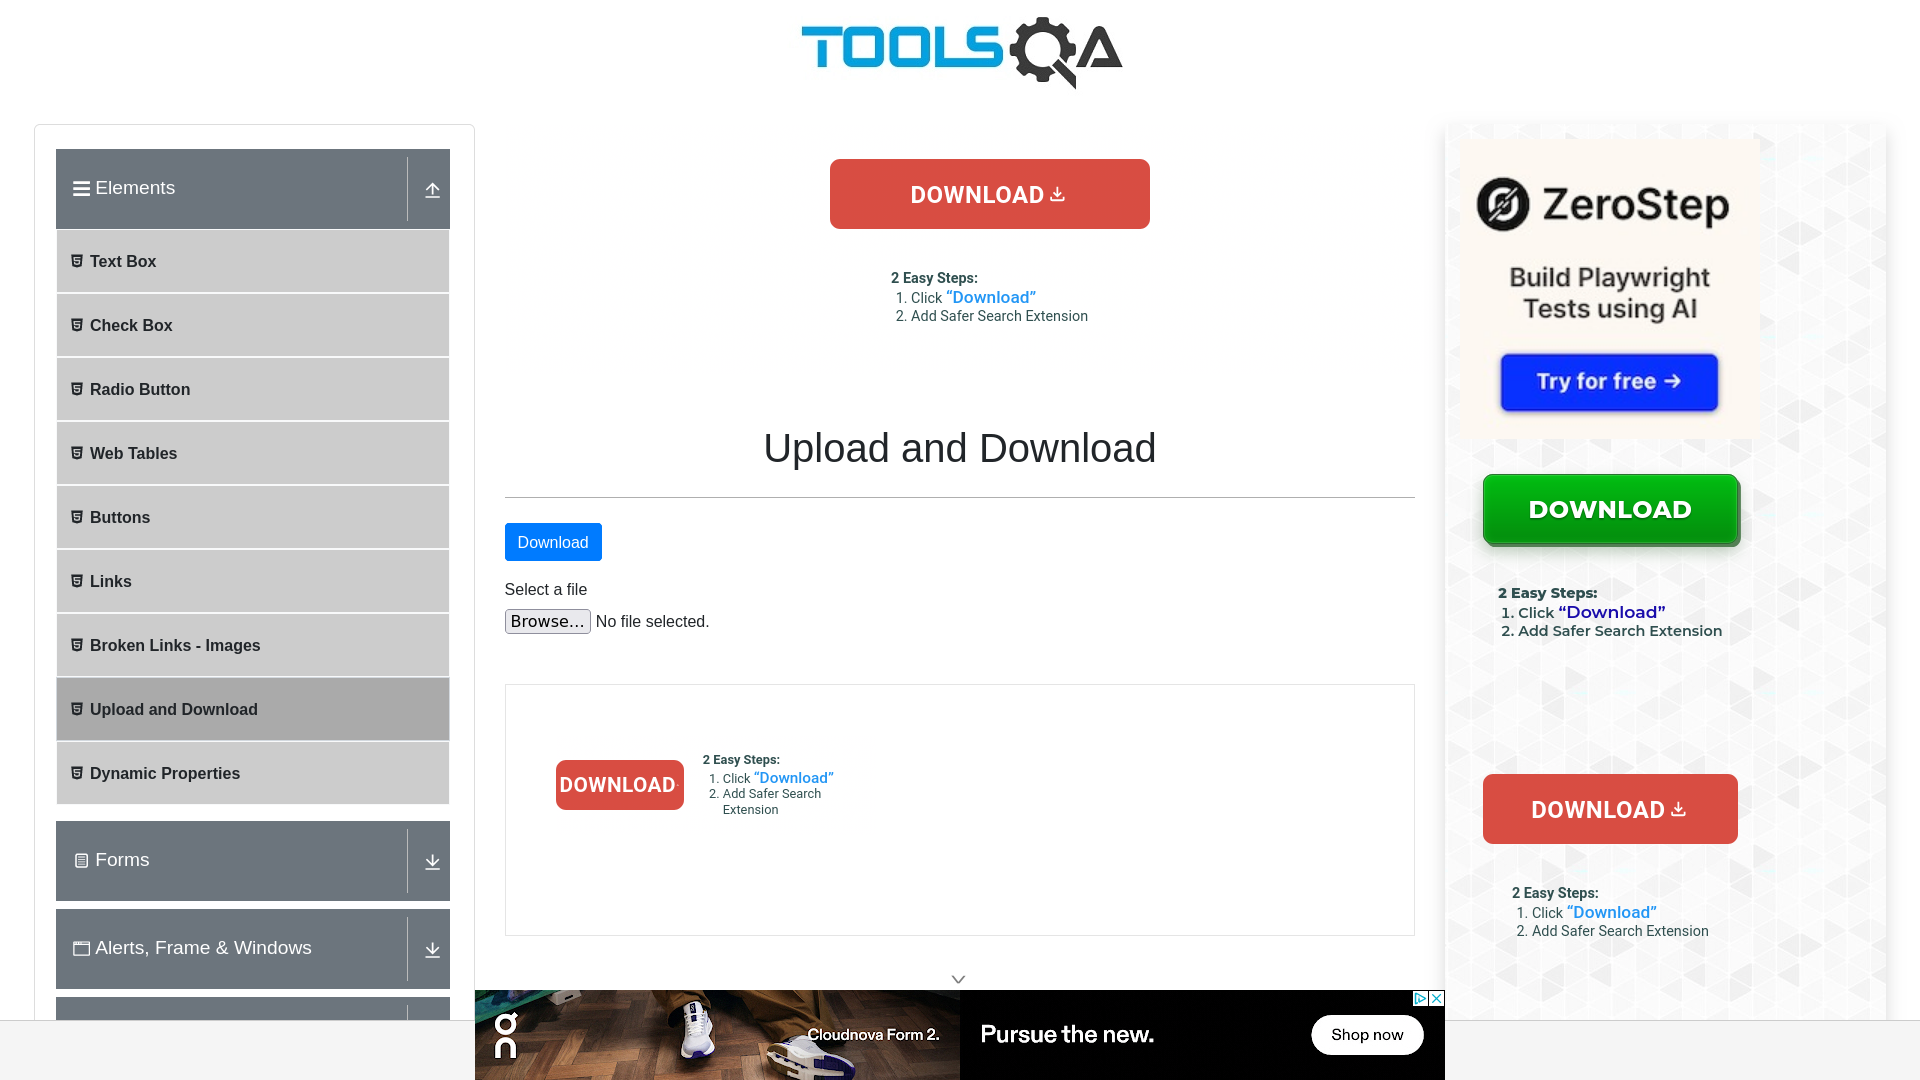 TOOLSQA
Elements
Text Box
Check Box
Radio Button
Web Tables
Buttons
Links
Broken Links - Images
Upload and Download
Dynamic Properties
Forms
Alerts, Frame & Windows
DOWNLOAD
2 Easy Steps:
1. Click “Download”
2. Add Safer Search Extension
Upload and Download
Download
Select a file
Browse... No file selected.
DOWNLOAD
2 Easy Steps:
1. Click “Download”
2. Add Safer Search
Extension
on
Cloudnova Form 2.
Pursue the new.
Shop now
ZeroStep
Build Playwright
Tests using AI
Try for free →
DOWNLOAD
2 Easy Steps:
1. Click “Download”
2. Add Safer Search Extension
DOWNLOAD
2 Easy Steps:
1. Click “Download”
2. Add Safer Search Extension